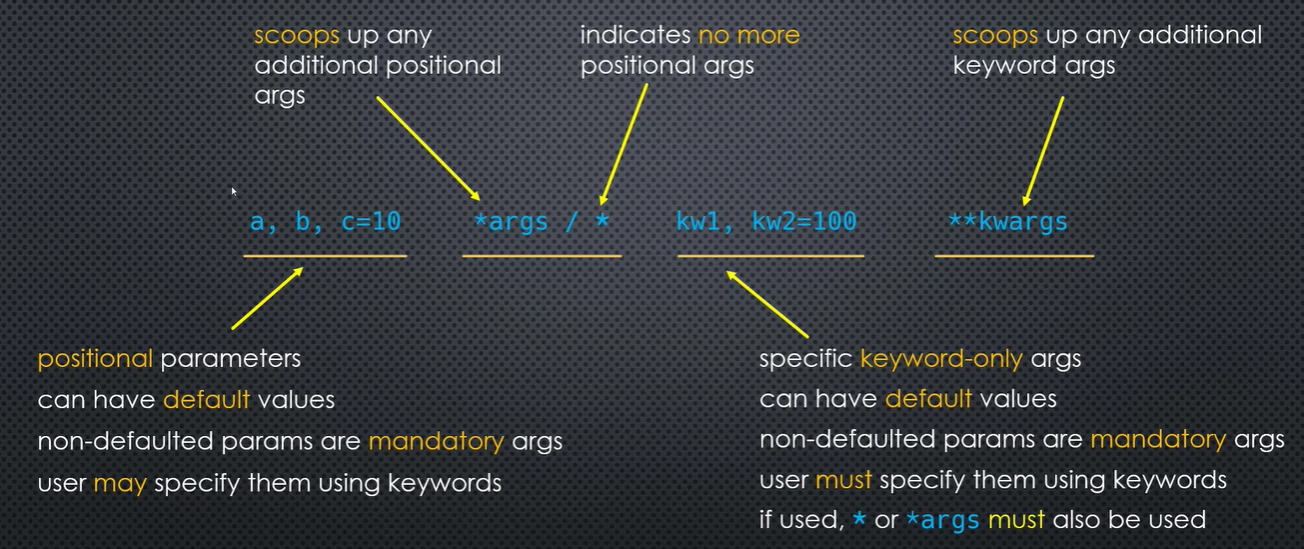 scoops up any
additional positional
args
indicates no more
positional args
scoops up any additional
keyword args
a, b, c=10
*args / *
kw1, kw2=100
**kwargs
positional parameters
can have default values
non-defaulted params are mandatory args
user may specify them using keywords
specific keyword-only args
can have default values
non-defaulted params are mandatory args
user must specify them using keywords
if used, * or *args must also be used